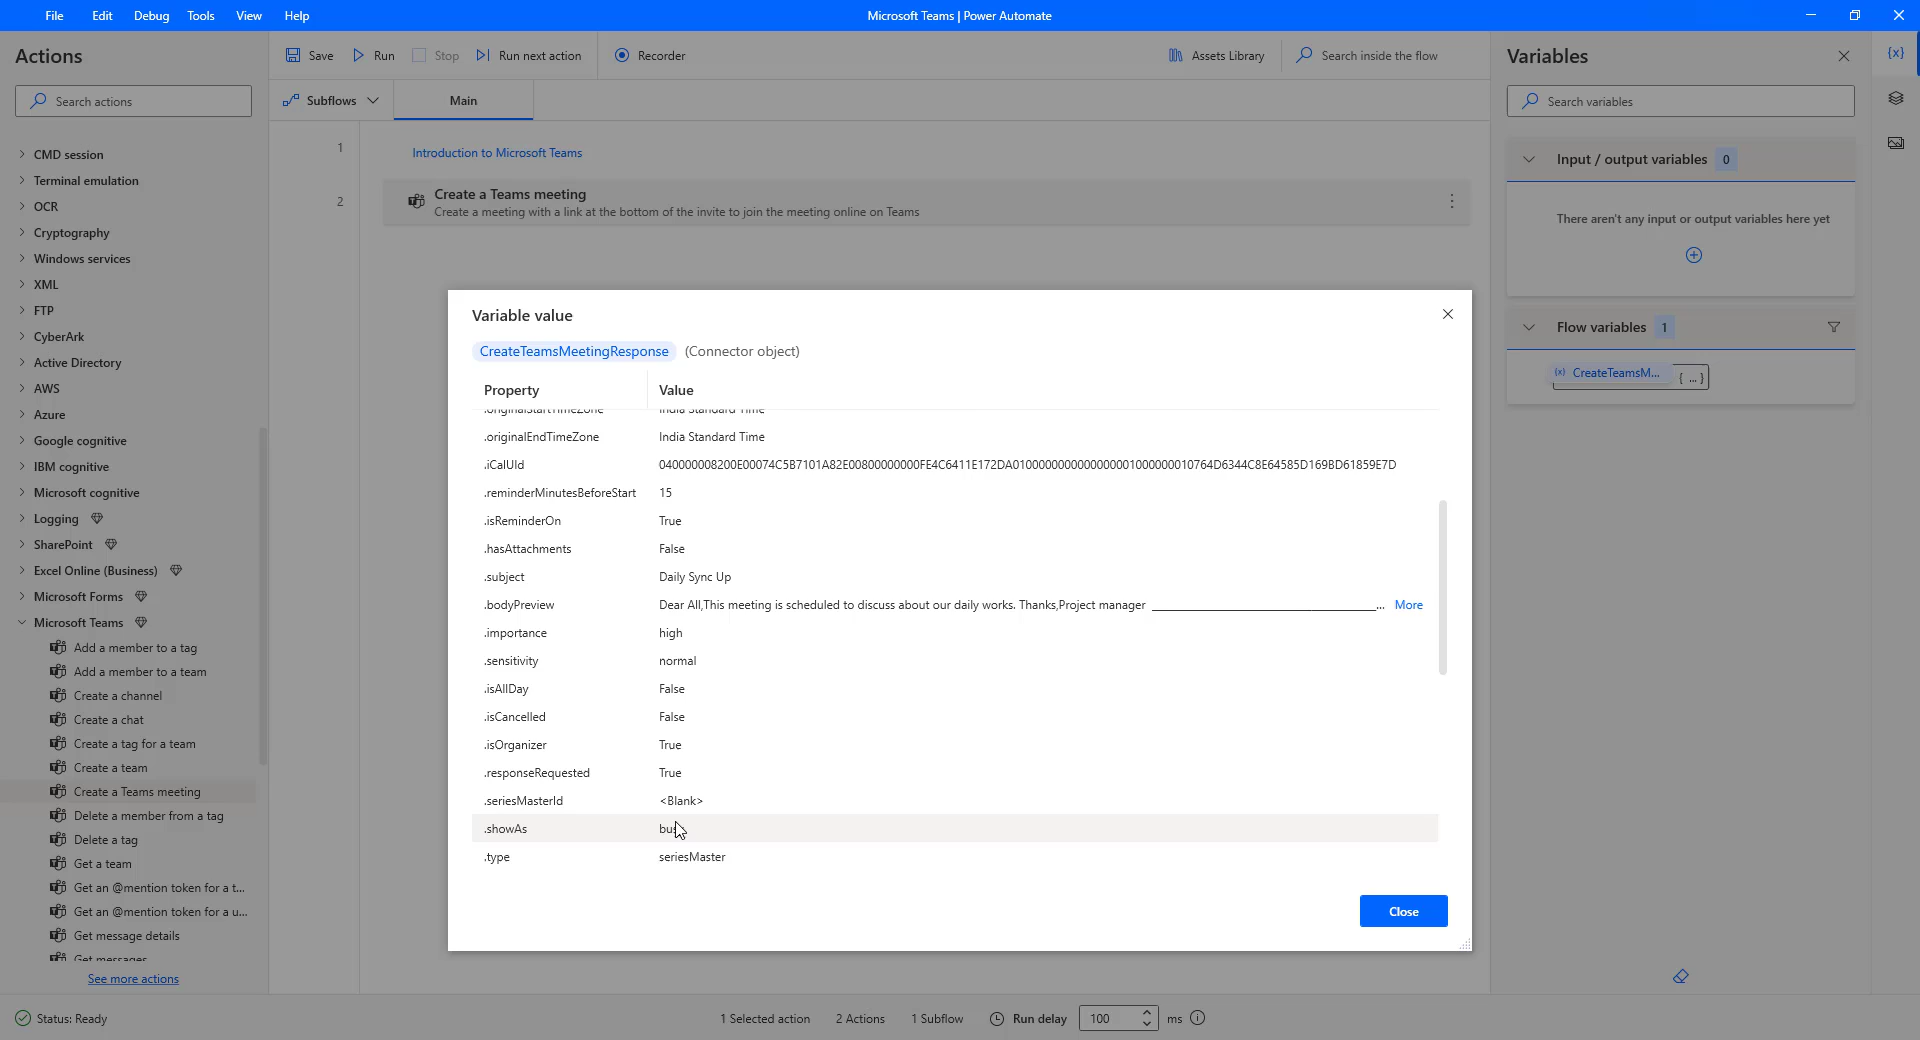 File Edit Debug Tools View Help
Microsoft Teams | Power Automate
Actions
Search actions
CMD session
Terminal emulation
OCR
Cryptography
Windows services
XML
FTP
CyberArk
Active Directory
AWS
Azure
Google cognitive
IBM cognitive
Microsoft cognitive
Logging
SharePoint
Excel Online (Business)
Microsoft Forms
Microsoft Teams
Add a member to a tag
Add a member to a team
Create a channel
Create a chat
Create a tag for a team
Create a team
Create a Teams meeting
Delete a member from a tag
Delete a tag
Get a team
Get an @mention token for a t...
Get an @mention token for a u...
Get message details
Get messages
See more actions
Save Run Stop Run next action Recorder
Assets Library Search inside the flow
Subflows Main
1 Introduction to Microsoft Teams
2 Create a Teams meeting
Create a meeting with a link at the bottom of the invite to join the meeting online on Teams
Variable value
CreateTeamsMeetingResponse (Connector object)
Property Value
.originalStartTimeZone India Standard Time
.originalEndTimeZone India Standard Time
.iCalUId 040000008200E00074C5B7101A82E00800000000FE4C6411E172DA010000000000000000100000010764D6344C8E64585D169BD61859E7D
.reminderMinutesBeforeStart 15
.isReminderOn True
.hasAttachments False
.subject Daily Sync Up
.bodyPreview Dear All,This meeting is scheduled to discuss about our daily works. Thanks,Project manager ________________________________... More
.importance high
.sensitivity normal
.isAllDay False
.isCancelled False
.isOrganizer True
.responseRequested True
.seriesMasterId <Blank>
.showAs
.type seriesMaster
Close
Variables
Search variables
Input / output variables 0
There aren't any input or output variables here yet
Flow variables 1
{x} CreateTeamsM... { ... }
{x}
Status: Ready
1 Selected action 2 Actions 1 Subflow Run delay 100 ms